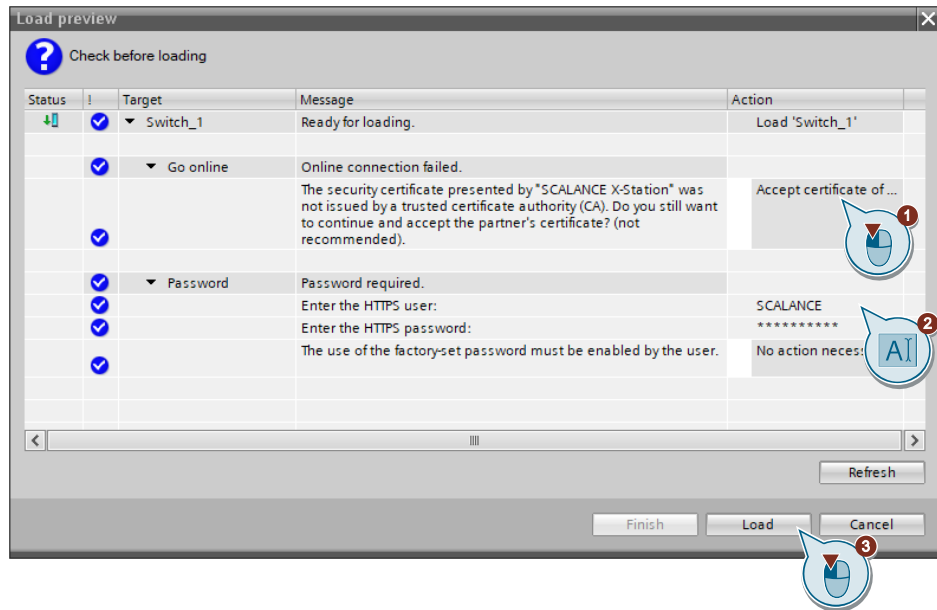 Load preview
Check before loading
Status ! Target Message Action
Switch_1 Ready for loading. Load 'Switch_1'
Go online Online connection failed.
The security certificate presented by "SCALANCE X-Station" was Accept certificate of ...
not issued by a trusted certificate authority (CA). Do you still want
to continue and accept the partner's certificate? (not
recommended).
1
Password Password required.
Enter the HTTPS user: SCALANCE
Enter the HTTPS password: **********
2
The use of the factory-set password must be enabled by the user. No action necess
A
Refresh
Finish Load Cancel
3